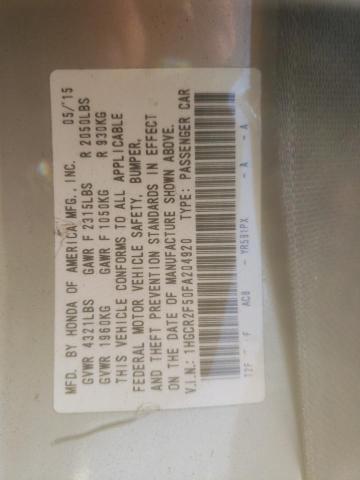 MFD. BY HONDA OF AMERICA MFG., INC. 05/'15
GVWR 4321LBS GAWR F 2315LBS R 2050LBS
GVWR 1960KG GAWR F 1050KG R 930KG
THIS VEHICLE CONFORMS TO ALL APPLICABLE
FEDERAL MOTOR VEHICLE SAFETY, BUMPER,
AND THEFT PREVENTION STANDARDS IN EFFECT
ON THE DATE OF MANUFACTURE SHOWN ABOVE.
V.I.N.: 1HGCR2F50FA204920 TYPE: PASSENGER CAR
T2F - F ACB - YR591PX - A - A